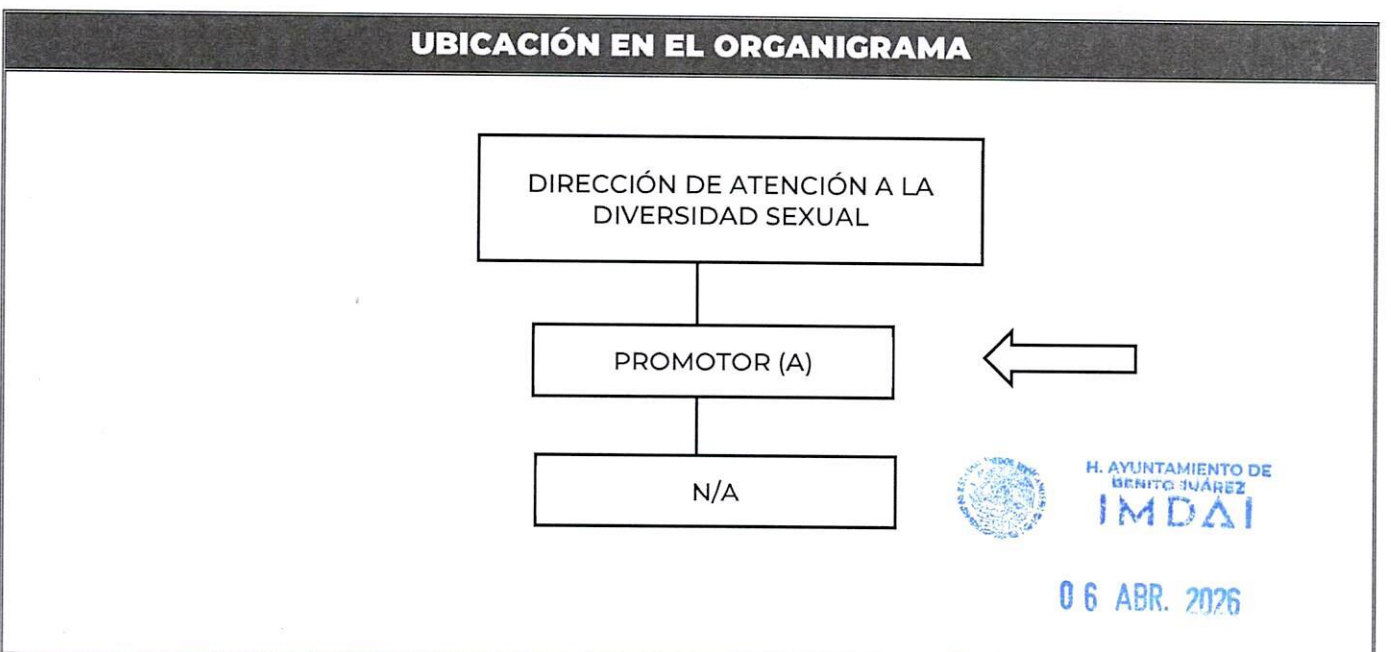 UBICACIÓN EN EL ORGANIGRAMA
DIRECCIÓN DE ATENCIÓN A LA
DIVERSIDAD SEXUAL
PROMOTOR (A)
N/A
H. AYUNTAMIENTO DE
BENITO JUÁREZ
IMDAI
06 ABR. 2026